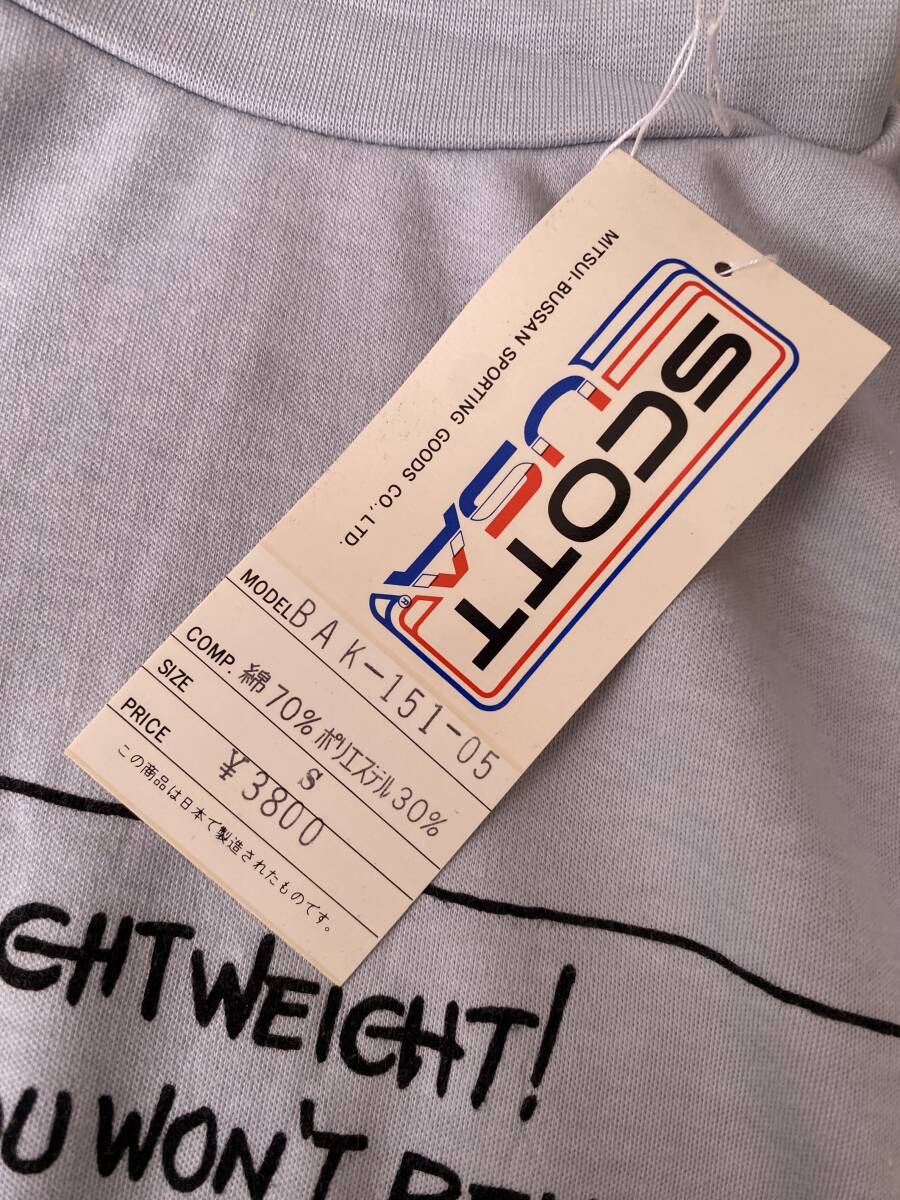 SCOTT
USA®
MITSUI-BUSSAN SPORTING GOODS CO., LTD.
MODEL BAK-151-05
COMP. 綿70% ポリエステル30%
SIZE S
PRICE ¥3800
この商品は日本で製造されたものです。
GHTWEIGHT!
U WON'T